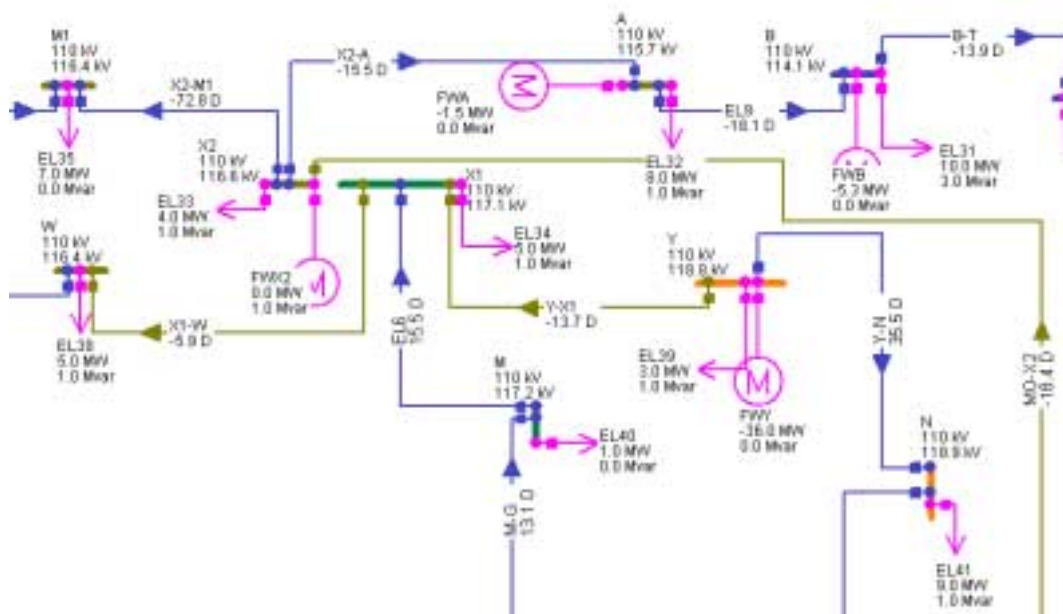 M1
110 kV
116.4 kV
X2-M1
-72.8 D
EL35
7.0 MW
0.0 Mvar
X2-A
-15.5 D
A
110 kV
115.7 kV
FWA
-1.5 MW
0.0 Mvar
EL9
-18.1 D
EL32
8.0 MW
1.0 Mvar
B
110 kV
114.1 kV
B-T
-13.9 D
FWB
-5.3 MW
0.0 Mvar
EL31
10.0 MW
3.0 Mvar
X2
110 kV
116.6 kV
EL33
4.0 MW
1.0 Mvar
FWX2
0.0 MW
1.0 Mvar
X1
110 kV
117.1 kV
EL34
5.0 MW
1.0 Mvar
W
110 kV
116.4 kV
EL38
5.0 MW
1.0 Mvar
X1-W
-5.9 D
EL6
15.5 D
Y-X1
-13.7 D
Y
110 kV
118.8 kV
EL39
3.0 MW
1.0 Mvar
FWY
-36.0 MW
0.0 Mvar
Y-N
35.5 D
MO-X2
-18.4 D
M
110 kV
117.2 kV
EL40
1.0 MW
0.0 Mvar
M-G
13.1 D
N
110 kV
118.9 kV
EL41
9.0 MW
1.0 Mvar